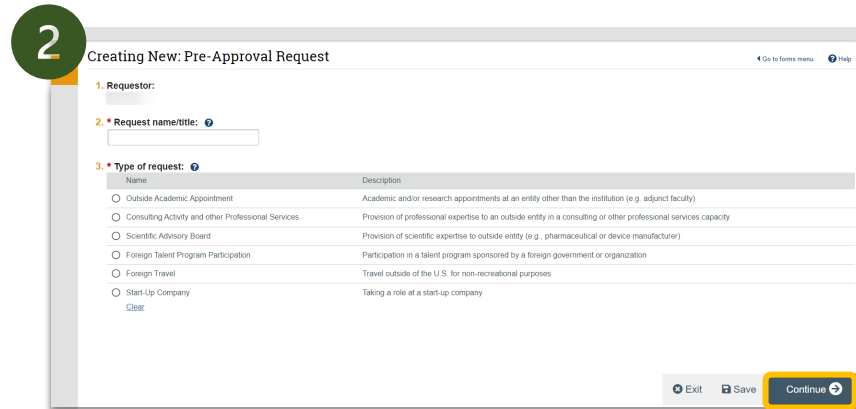 2
Creating New: Pre-Approval Request
Go to forms menu ? Help
1. Requestor:
2. * Request name/title: ?
3. * Type of request: ?
Name Description
Outside Academic Appointment Academic and/or research appointments at an entity other than the institution (e.g. adjunct faculty)
Consulting Activity and other Professional Services Provision of professional expertise to an outside entity in a consulting or other professional services capacity
Scientific Advisory Board Provision of scientific expertise to outside entity (e.g., pharmaceutical or device manufacturer)
Foreign Talent Program Participation Participation in a talent program sponsored by a foreign government or organization
Foreign Travel Travel outside of the U.S. for non-recreational purposes
Start-Up Company Taking a role at a start-up company
Clear
Exit Save Continue